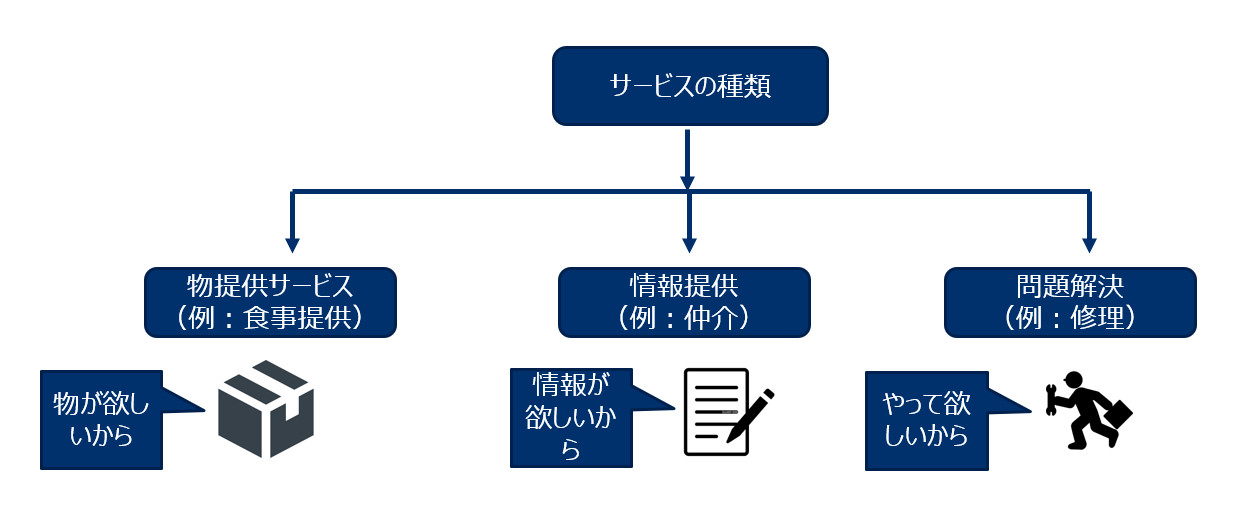 サービスの種類
物提供サービス
（例：食事提供）
情報提供
（例：仲介）
問題解決
（例：修理）
物が欲し
いから
情報が
欲しいか
ら
やって欲
しいから